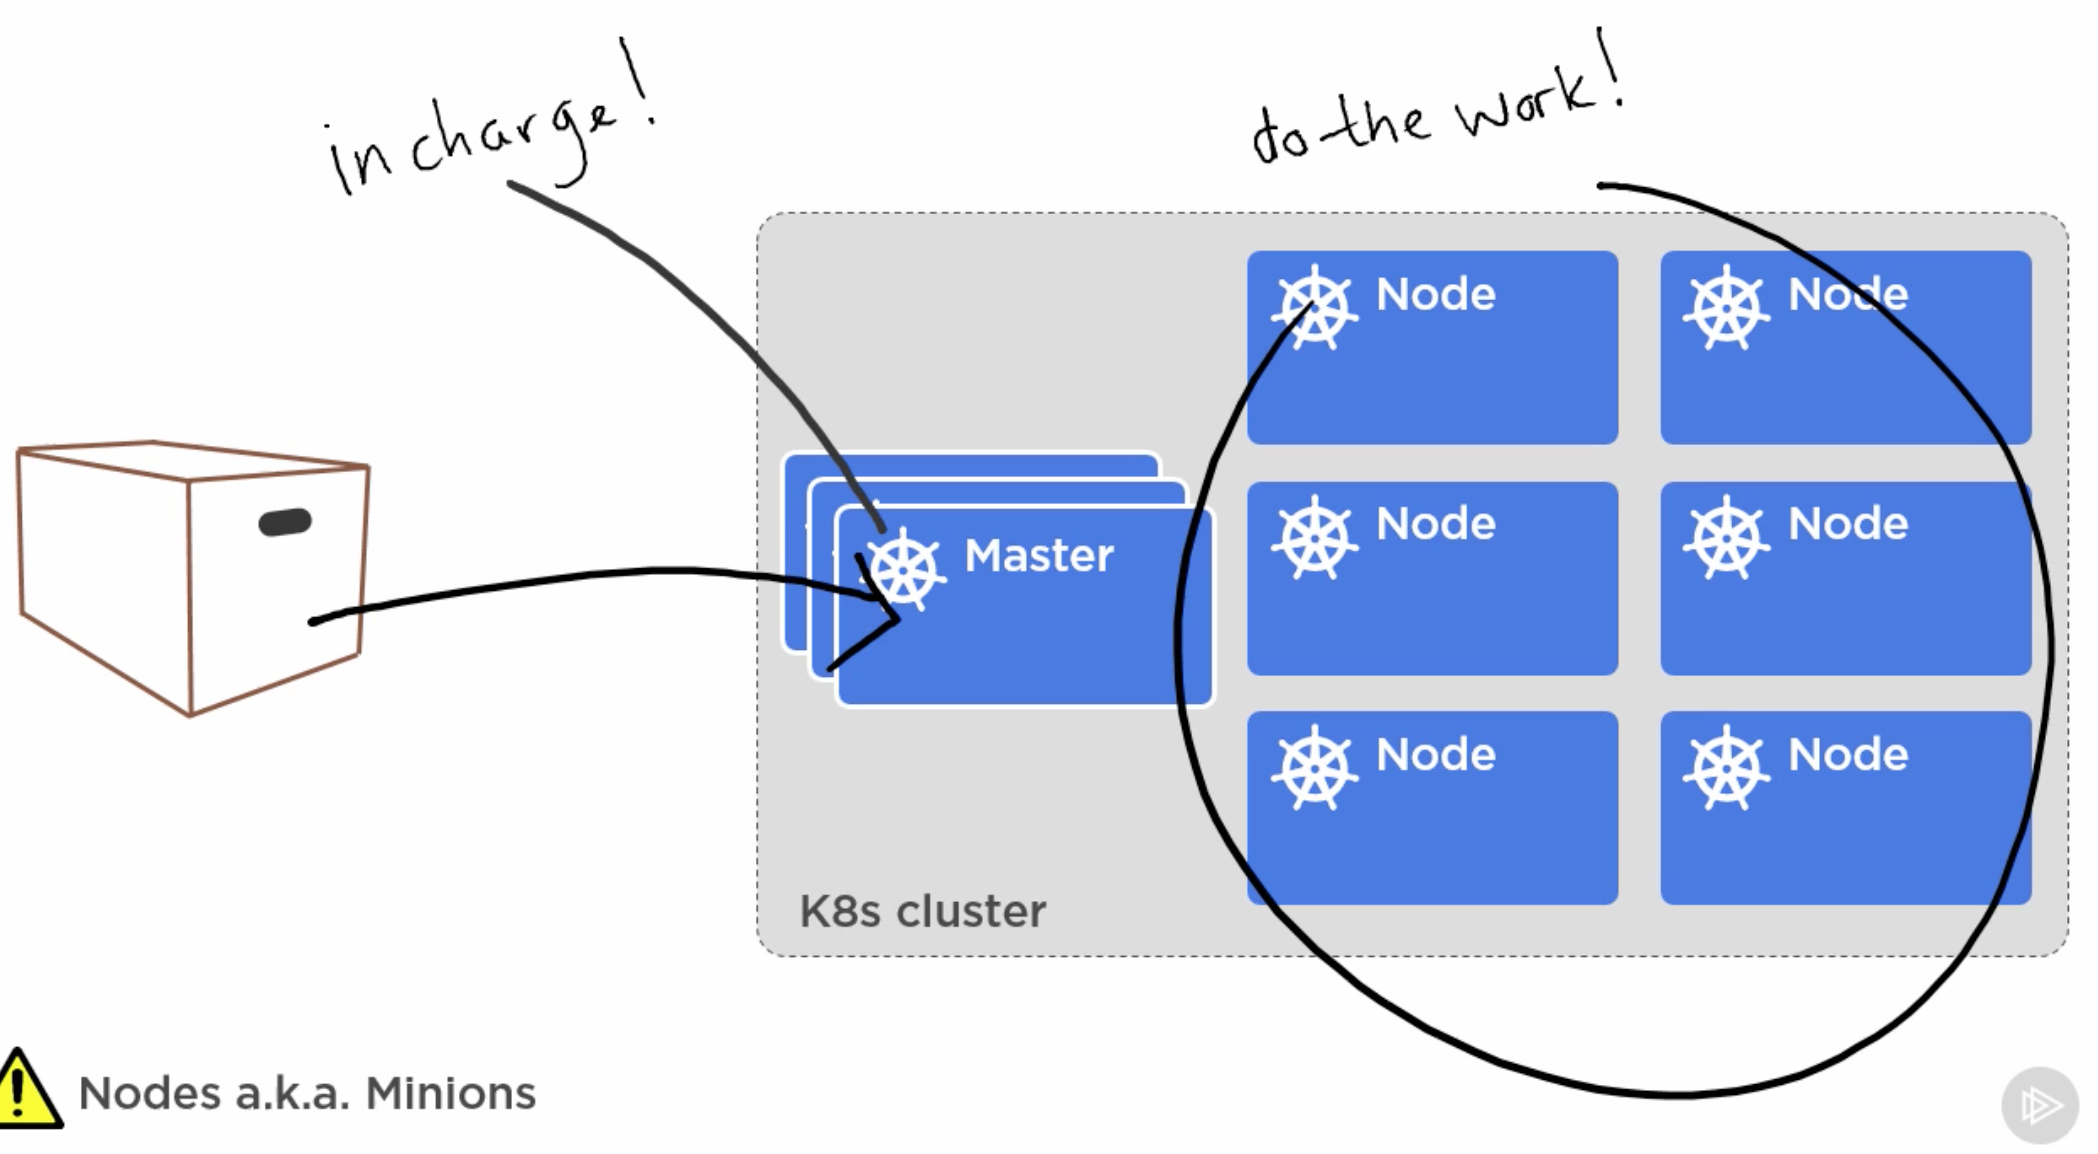 in charge!
do the work!
Node
Node
Master
Node
Node
Node
Node
K8s cluster
! Nodes a.k.a. Minions